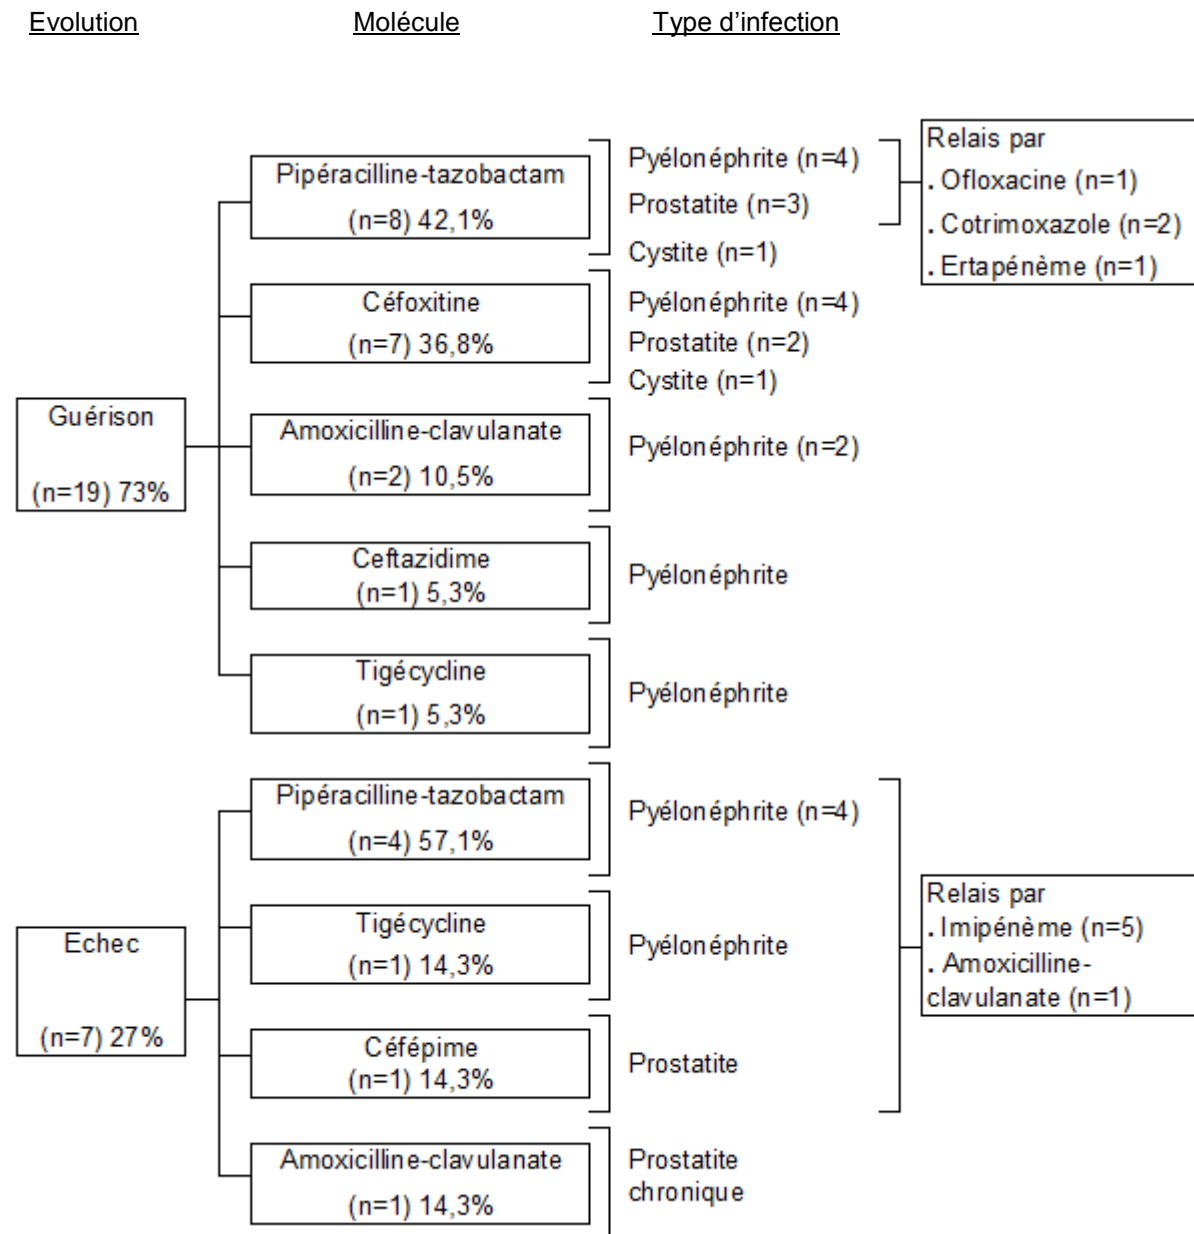 Evolution
Molécule
Type d'infection
Guérison
(n=19) 73%
Pipéracilline-tazobactam
(n=8) 42,1%
Pyélonéphrite (n=4)
Prostatite (n=3)
Cystite (n=1)
Relais par
. Ofloxacine (n=1)
. Cotrimoxazole (n=2)
. Ertapénème (n=1)
Céfoxitine
(n=7) 36,8%
Pyélonéphrite (n=4)
Prostatite (n=2)
Cystite (n=1)
Amoxicilline-clavulanate
(n=2) 10,5%
Pyélonéphrite (n=2)
Ceftazidime
(n=1) 5,3%
Pyélonéphrite
Tigécycline
(n=1) 5,3%
Pyélonéphrite
Echec
(n=7) 27%
Pipéracilline-tazobactam
(n=4) 57,1%
Pyélonéphrite (n=4)
Tigécycline
(n=1) 14,3%
Pyélonéphrite
Céfépime
(n=1) 14,3%
Prostatite
Relais par
. Imipénème (n=5)
. Amoxicilline-
clavulanate (n=1)
Amoxicilline-clavulanate
(n=1) 14,3%
Prostatite
chronique